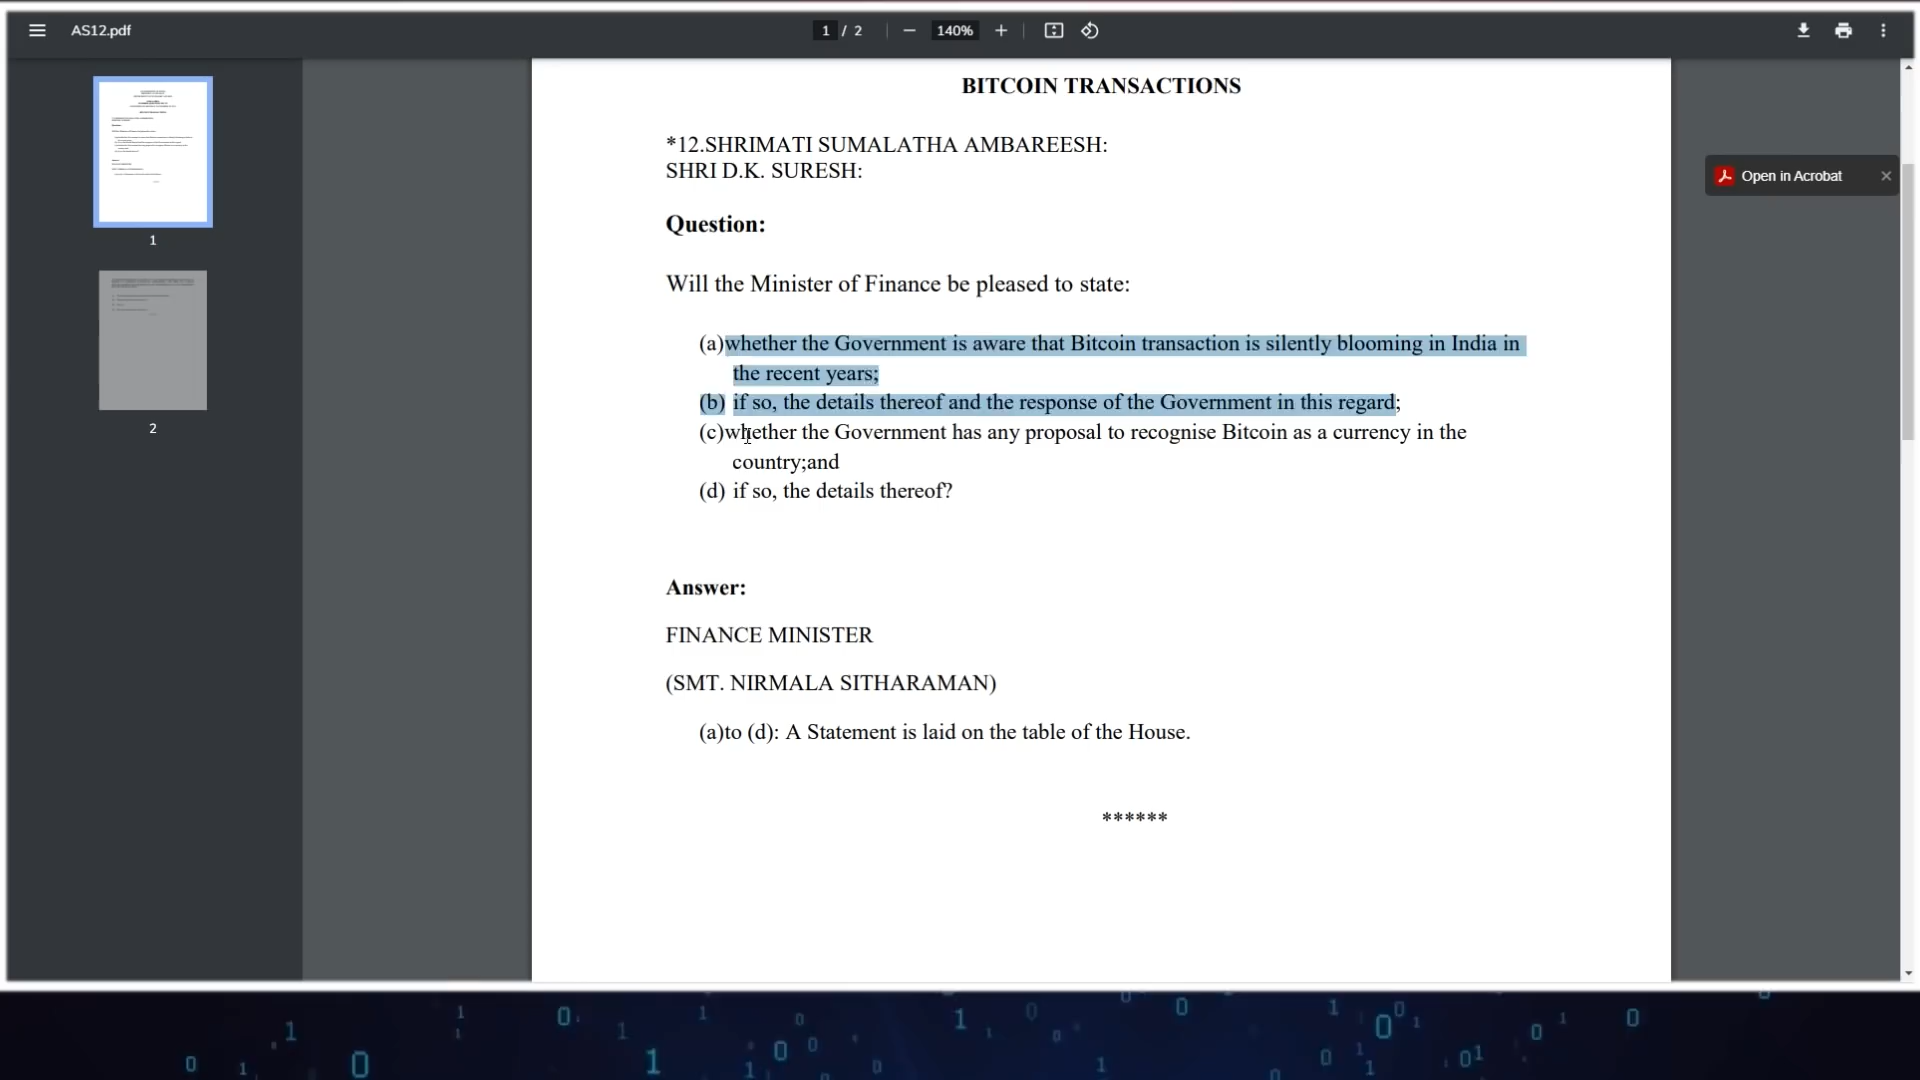 AS12.pdf
1 / 2
140%
Open in Acrobat
1
2
BITCOIN TRANSACTIONS
*12.SHRIMATI SUMALATHA AMBAREESH:
SHRI D.K. SURESH:
Question:
Will the Minister of Finance be pleased to state:
(a)whether the Government is aware that Bitcoin transaction is silently blooming in India in
the recent years;
(b) if so, the details thereof and the response of the Government in this regard;
(c)whether the Government has any proposal to recognise Bitcoin as a currency in the
country;and
(d) if so, the details thereof?
Answer:
FINANCE MINISTER
(SMT. NIRMALA SITHARAMAN)
(a)to (d): A Statement is laid on the table of the House.
******